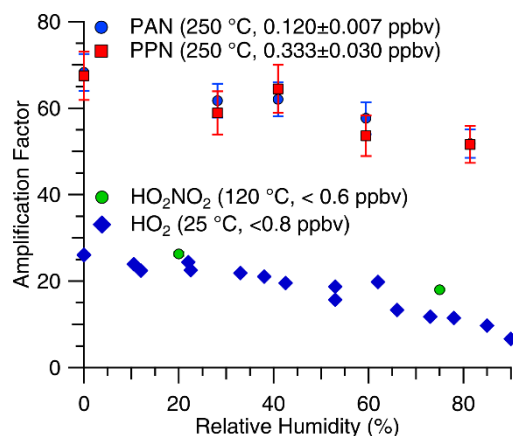 80
60
40
20
0
Amplification Factor
PAN (250 °C, 0.120±0.007 ppbv)
PPN (250 °C, 0.333±0.030 ppbv)
HO₂NO₂ (120 °C, < 0.6 ppbv)
HO₂ (25 °C, <0.8 ppbv)
0 20 40 60 80
Relative Humidity (%)